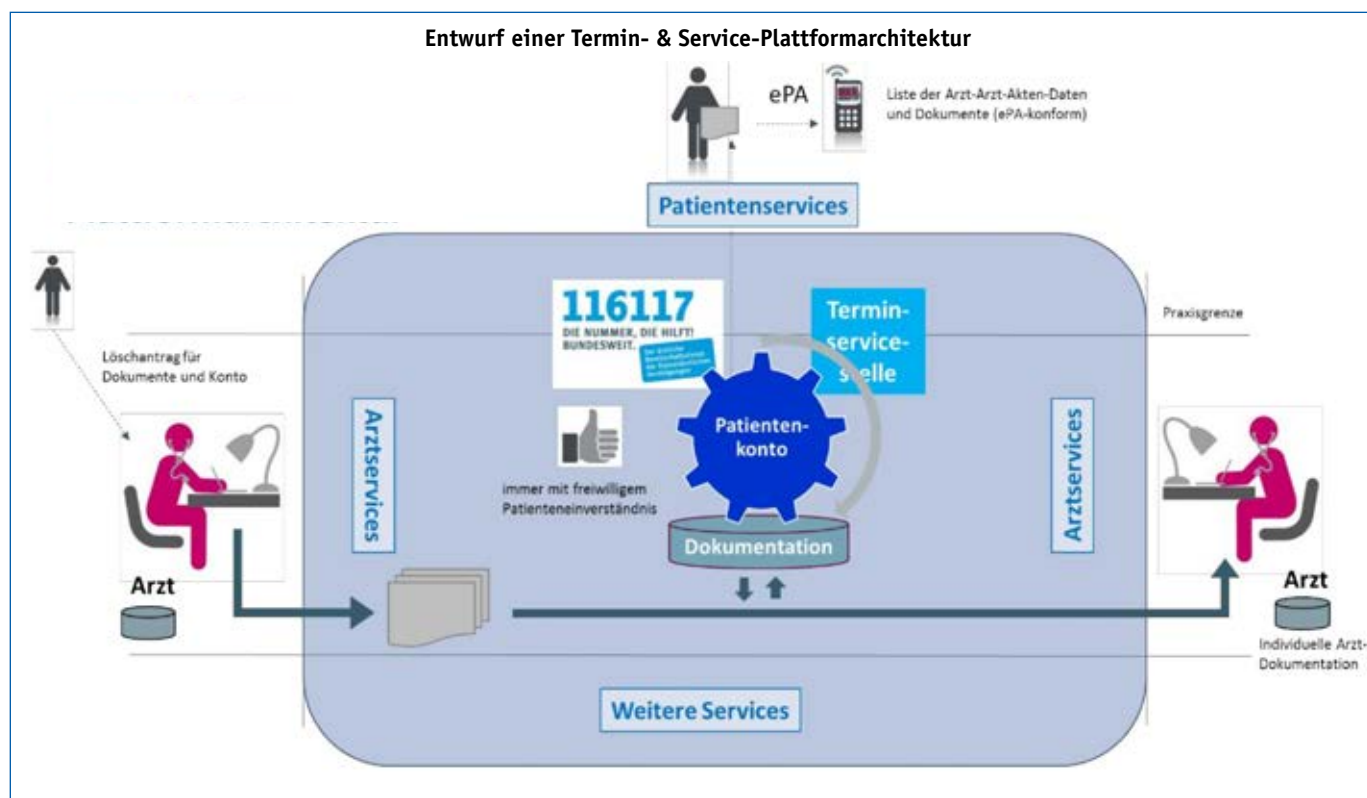 Entwurf einer Termin- & Service-Plattformarchitektur
ePA
Liste der Arzt-Arzt-Akten-Daten
und Dokumente (ePA-konform)
Patientenservices
116117
DIE NUMMER, DIE HILFT!
BUNDESWEIT.
Termin-
service-
stelle
Praxisgrenze
Löschantrag für
Dokumente und Konto
Arztservices
Patienten-
konto
immer mit freiwilligem
Patienteneinverständnis
Arztservices
Dokumentation
Arzt
Arzt
Individuelle Arzt-
Dokumentation
Weitere Services